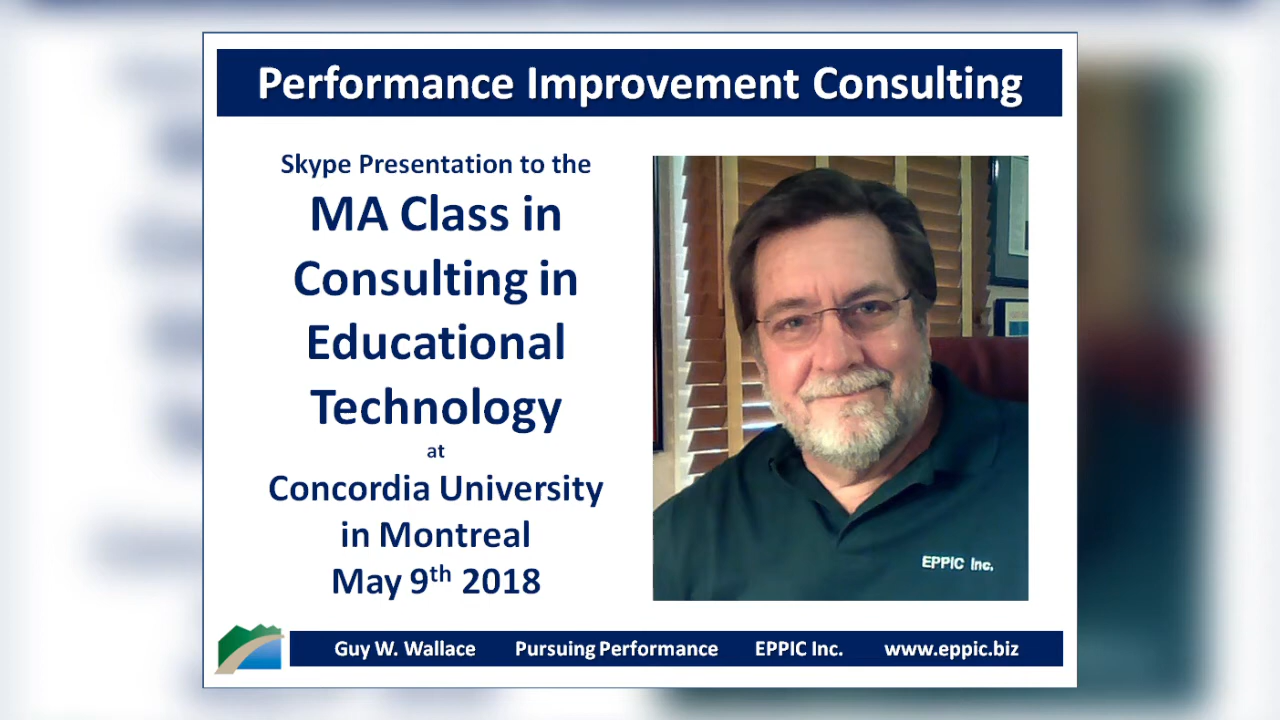 Performance Improvement Consulting
Skype Presentation to the
MA Class in
Consulting in
Educational
Technology
at
Concordia University
in Montreal
May 9th 2018
EPPIC Inc.
Guy W. Wallace Pursuing Performance EPPIC Inc. www.eppic.biz